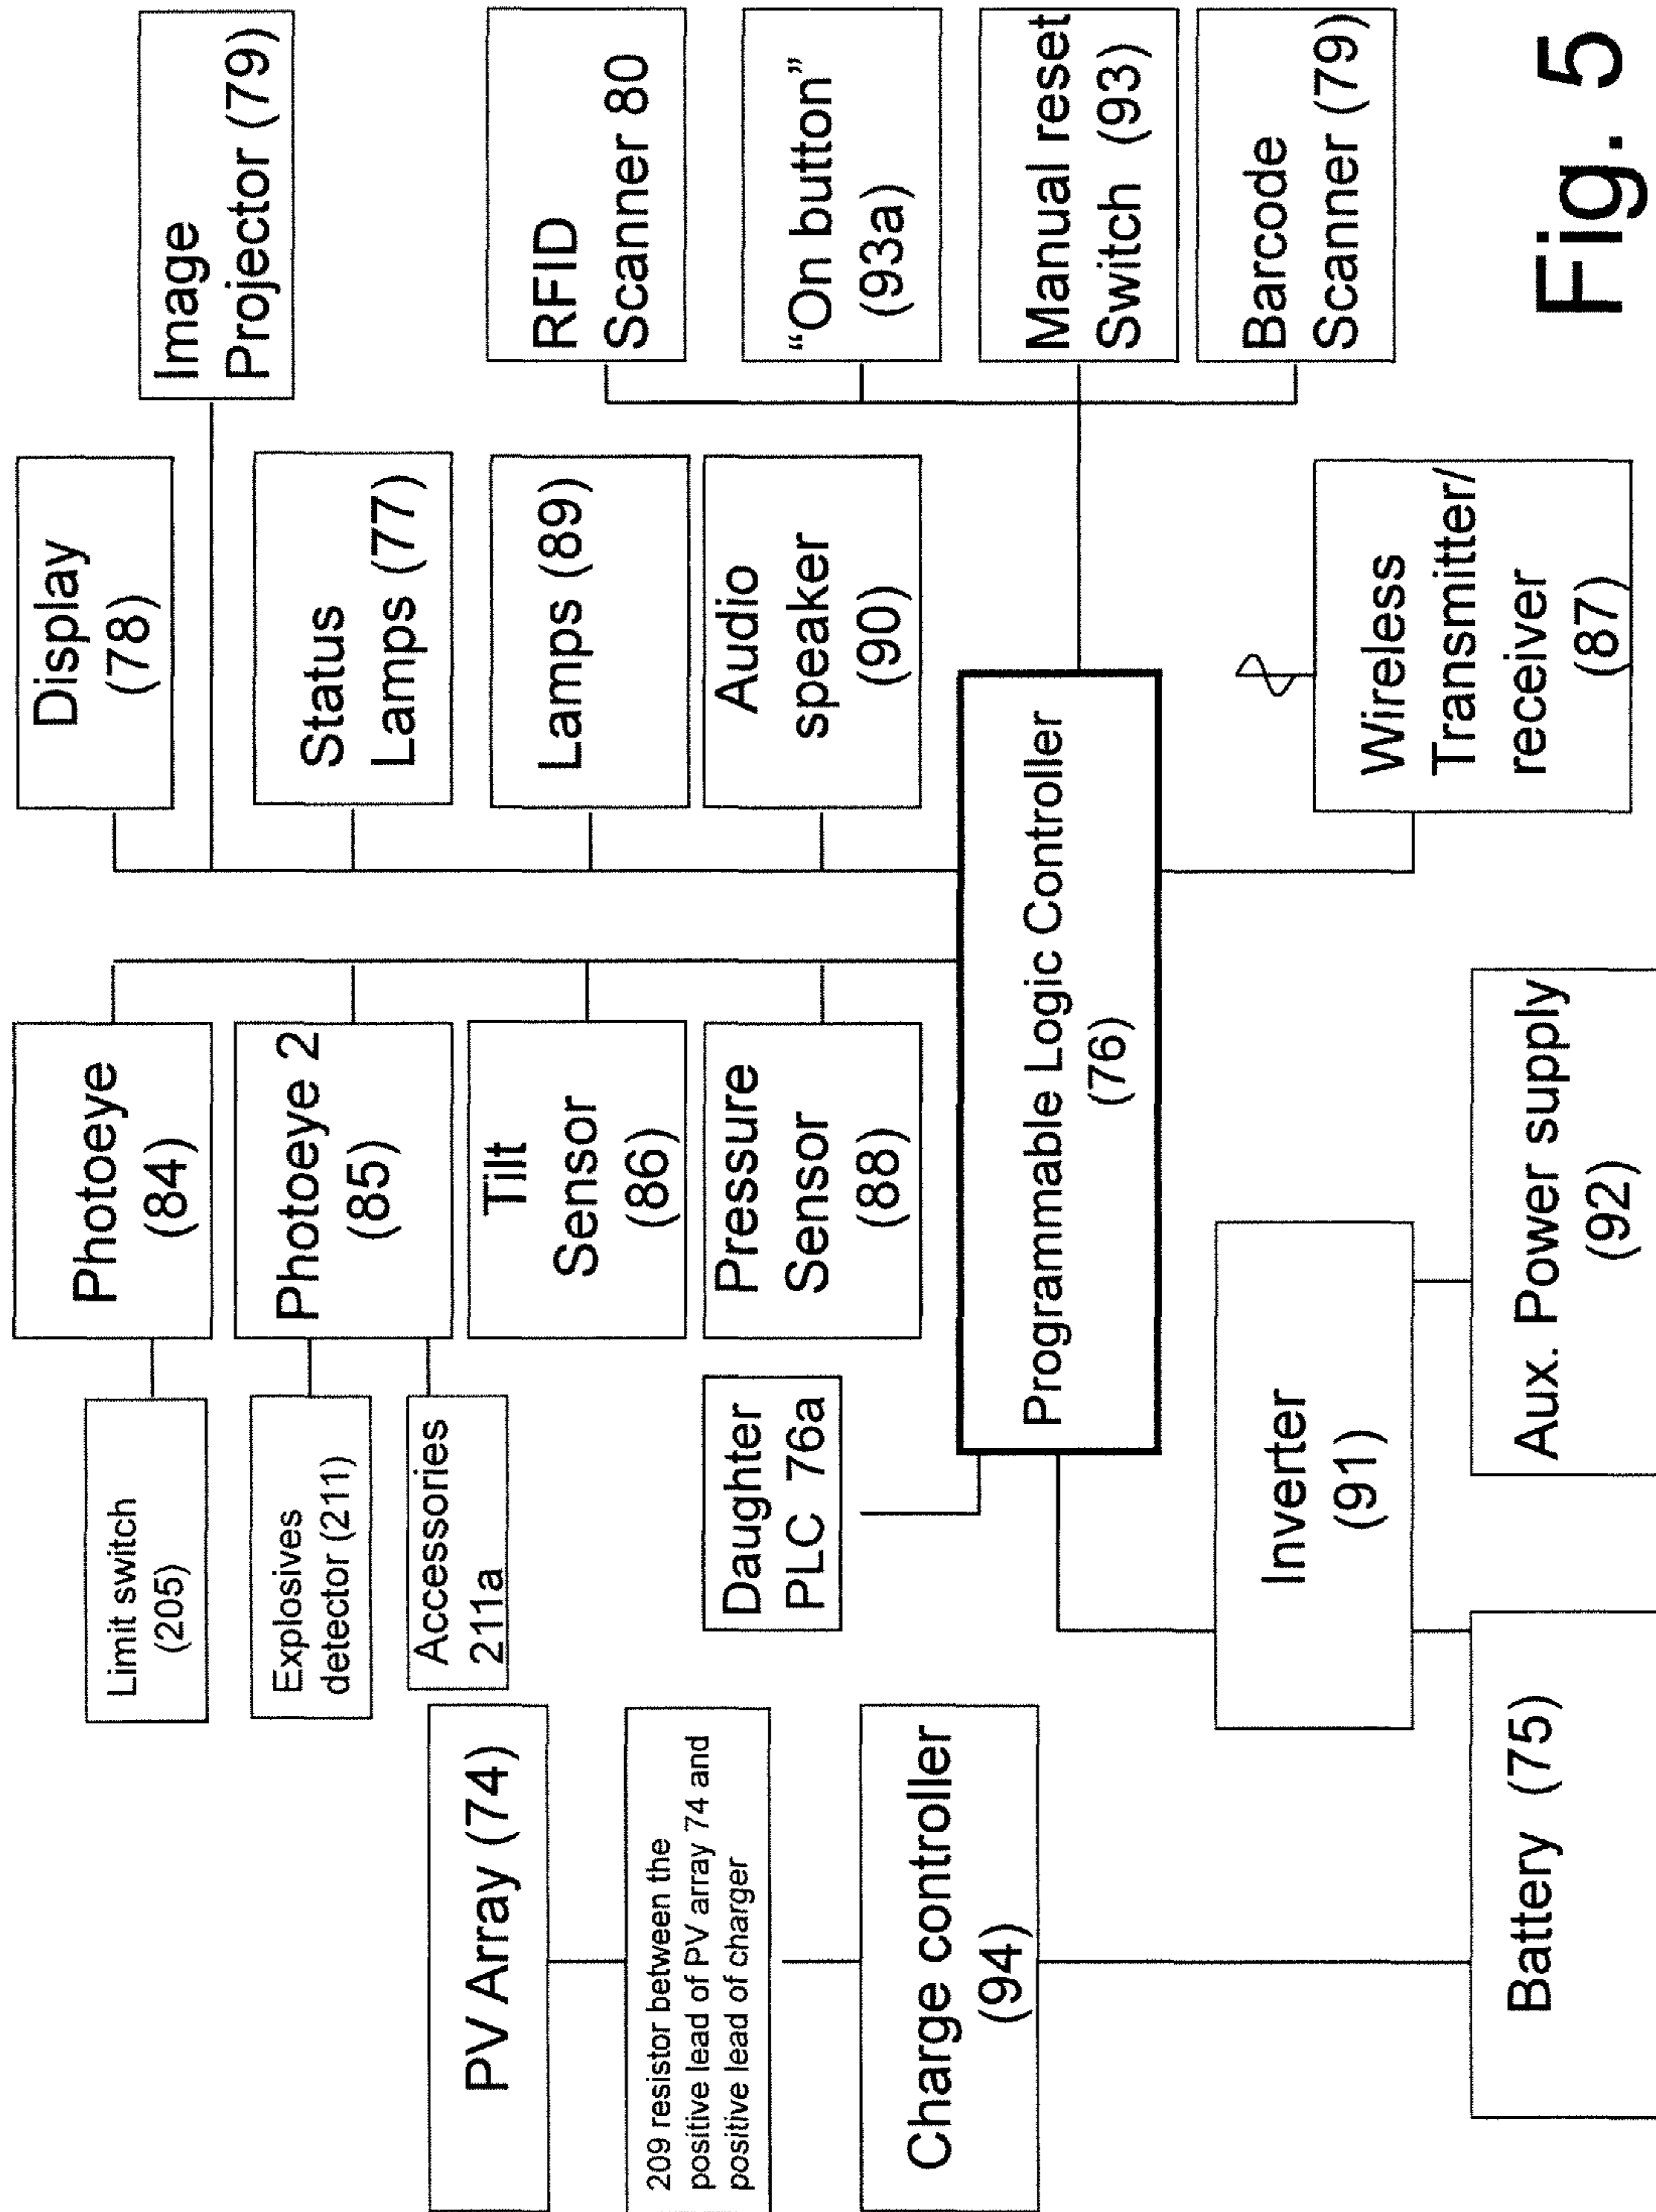 Limit switch
(205)
Photoeye
(84)
Display
(78)
Image
Projector (79)
Explosives
detector (211)
Photoeye 2
(85)
Status
Lamps (77)
Accessories
211a
PV Array (74)
Tilt
Sensor
(86)
Lamps (89)
RFID
Scanner 80
209 resistor between the
positive lead of PV array 74 and
positive lead of charger
Daughter
PLC 76a
Pressure
Sensor
(88)
Audio
speaker
(90)
“On button”
(93a)
Charge controller
(94)
Programmable Logic Controller
(76)
Manual reset
Switch (93)
Barcode
Scanner (79)
Inverter
(91)
Wireless
Transmitter/
receiver
(87)
Battery (75)
Aux. Power supply
(92)
Fig. 5